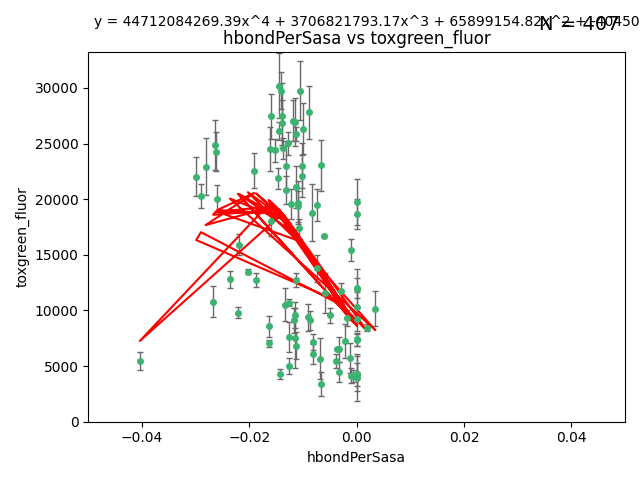 y = 44712084269.39x^4 + 3706821793.17x^3 + 65899154.82x^2
N = 407
hbondPerSasa vs toxgreen_fluor
toxgreen_fluor
30000
25000
20000
15000
10000
5000
0
−0.04
−0.02
0.00
0.02
0.04
hbondPerSasa